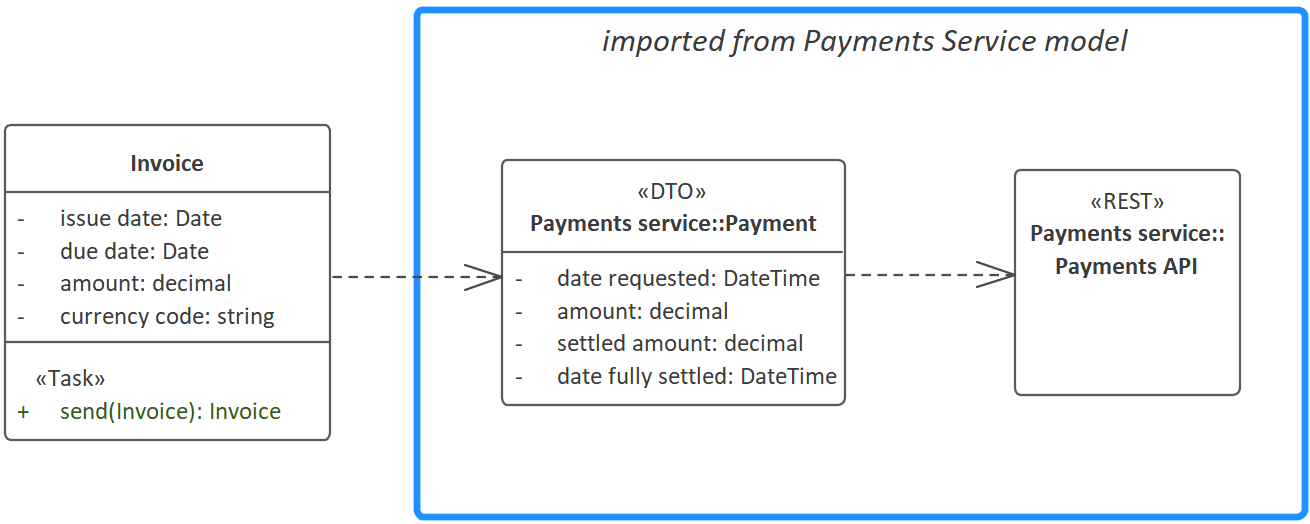 imported from Payments Service model
Invoice
- issue date: Date
- due date: Date
- amount: decimal
- currency code: string
«Task»
+ send(Invoice): Invoice
«DTO»
Payments service::Payment
- date requested: DateTime
- amount: decimal
- settled amount: decimal
- date fully settled: DateTime
«REST»
Payments service::
Payments API